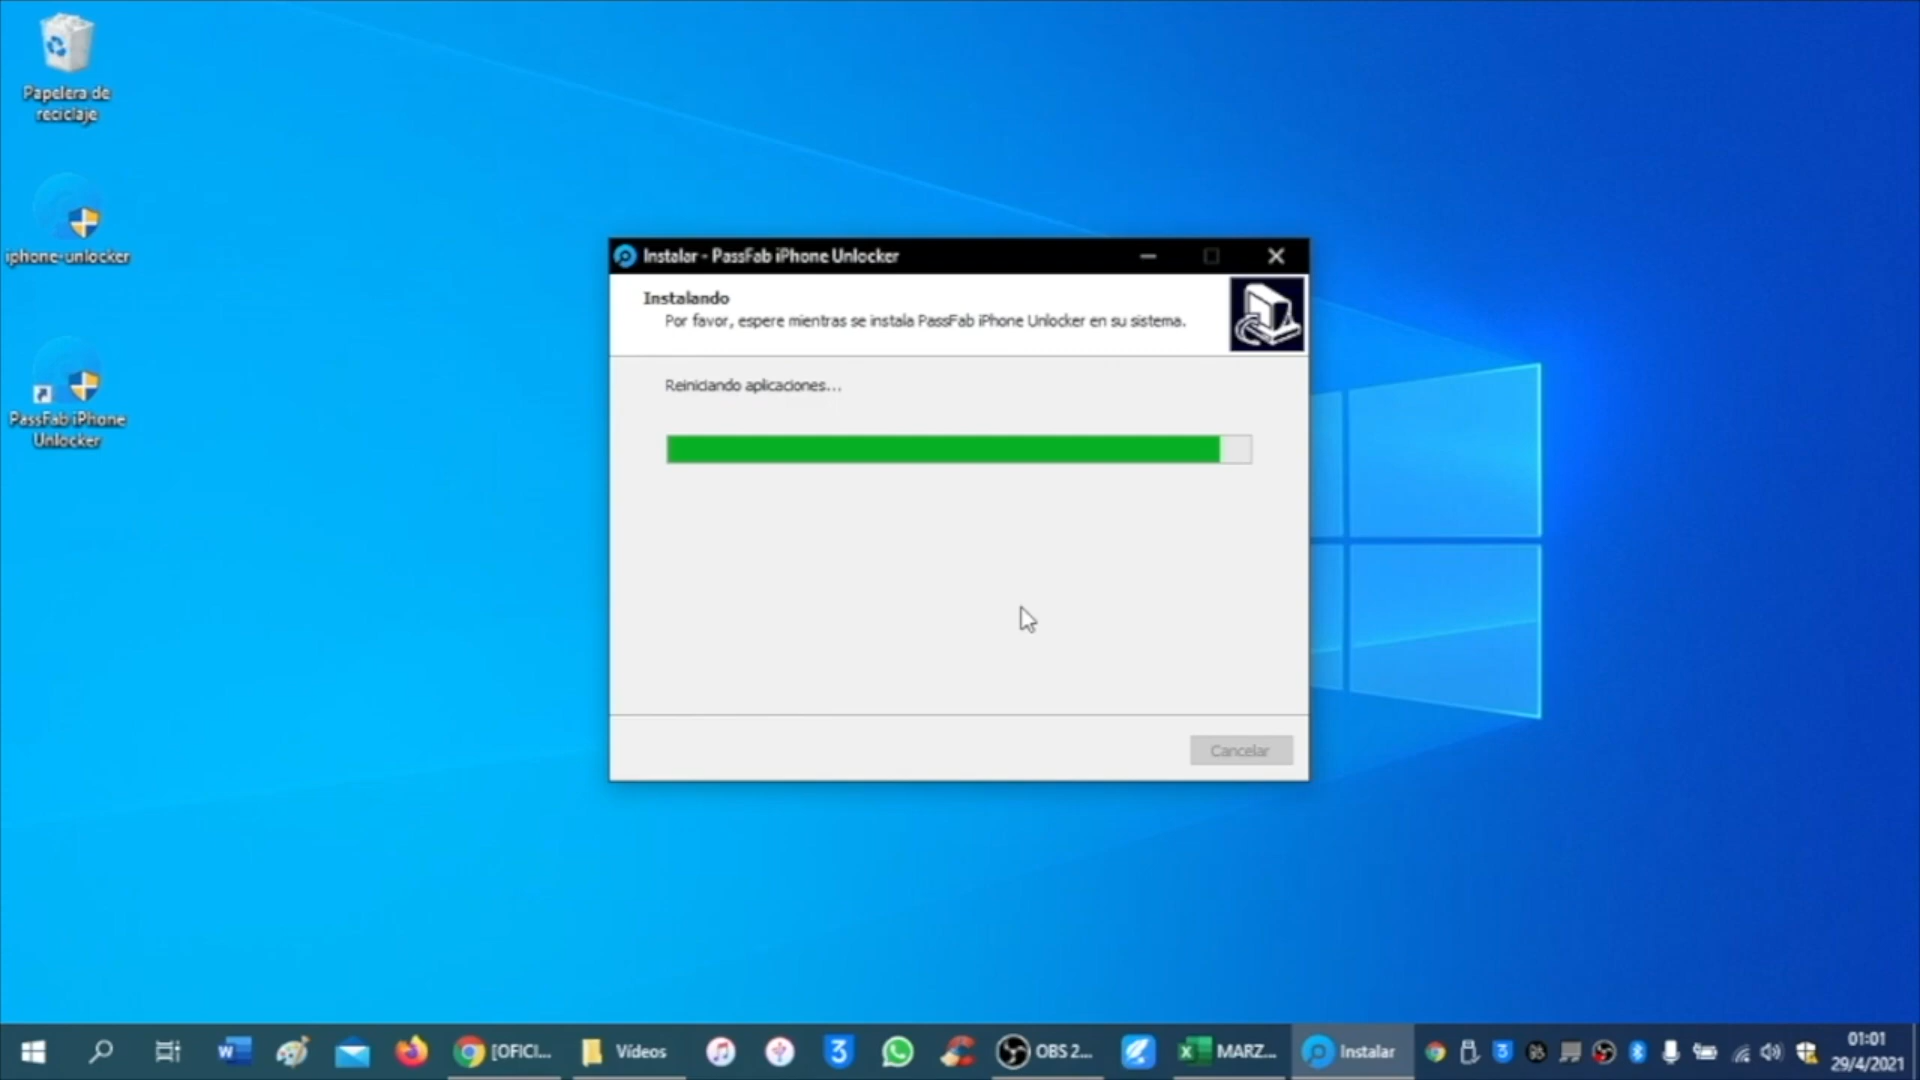 Papelera de
reciclaje
iphone-unlocker
PassFab iPhone
Unlocker
Instalar - PassFab iPhone Unlocker
Instalando
Por favor, espere mientras se instala PassFab iPhone Unlocker en su sistema.
Reiniciando aplicaciones...
Cancelar
[OFICI...
Vídeos
OBS 2...
MARZ...
Instalar
01:01
29/4/2021